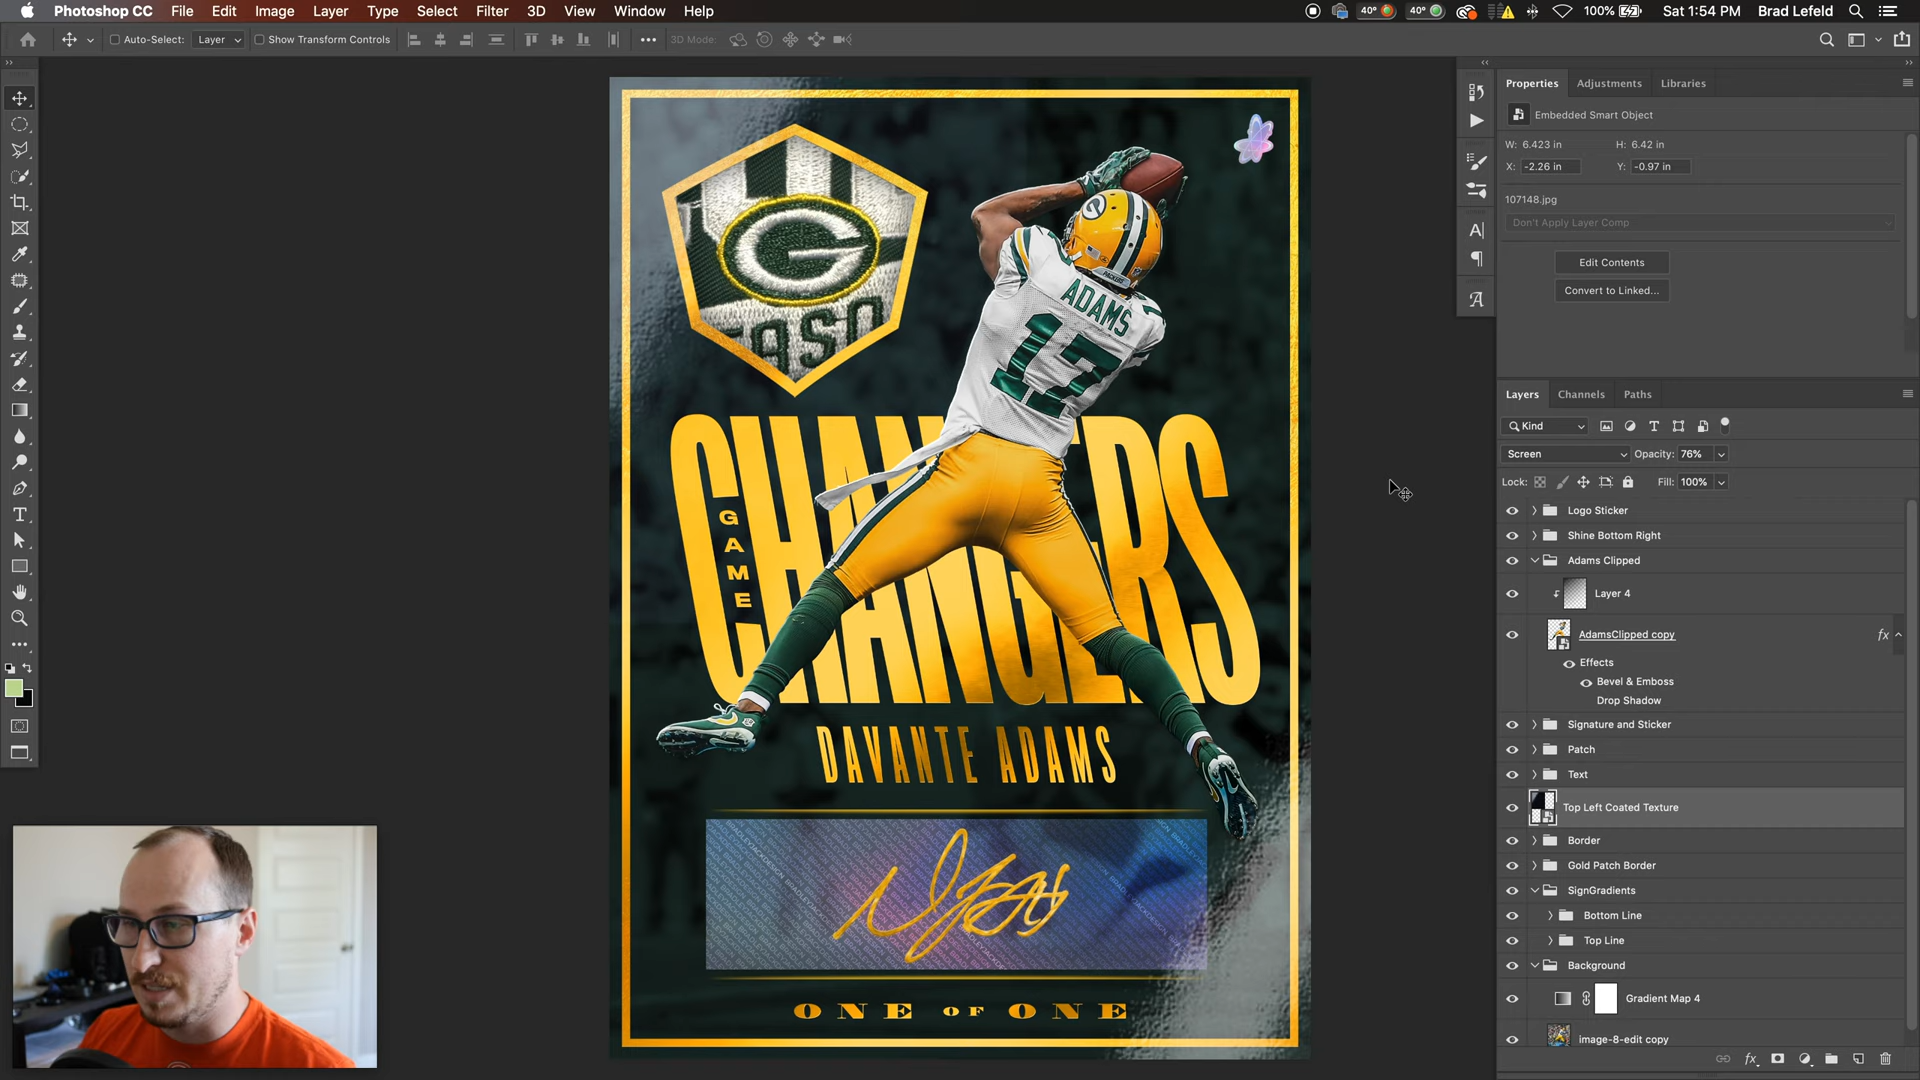 Photoshop CC File Edit Image Layer Type Select Filter 3D View Window Help
40° 40° 100% Sat 1:54 PM Brad Lefeld
Auto-Select: Layer Show Transform Controls 3D Mode:
Properties Adjustments Libraries
Embedded Smart Object
W: 6.423 in H: 6.42 in
X: -2.26 in Y: -0.97 in
107148.jpg
Don't Apply Layer Comp
Edit Contents
Convert to Linked...
Layers Channels Paths
Kind
Screen Opacity: 76%
Lock: Fill: 100%
Logo Sticker
Shine Bottom Right
Adams Clipped
Layer 4
AdamsClipped copy fx
Effects
Bevel & Emboss
Drop Shadow
Signature and Sticker
Patch
Text
Top Left Coated Texture
Border
Gold Patch Border
SignGradients
Bottom Line
Top Line
Background
Gradient Map 4
image-8-edit copy
fx
G
ADAMS
17
GAME
CHANGERS
DAVANTE ADAMS
BRADLEYJACKDESIGN
ONE OF ONE